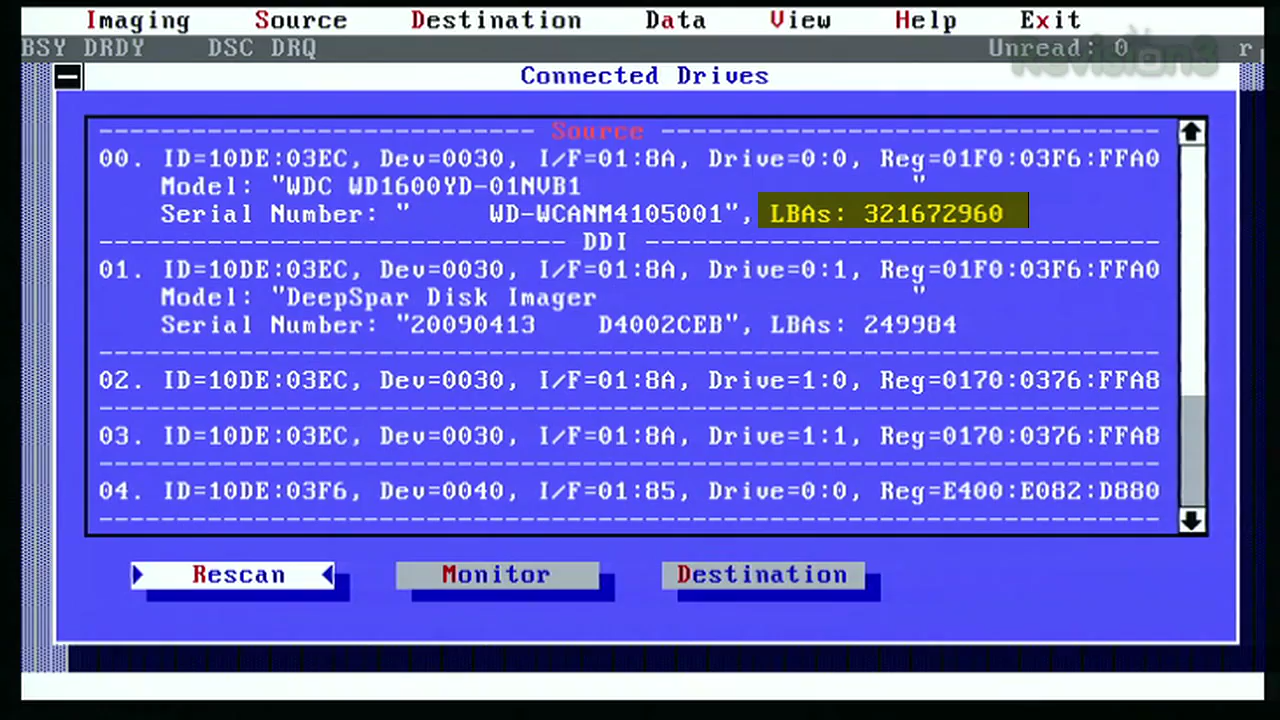 Imaging Source Destination Data View Help Exit
BSY DRDY DSC DRQ Unread: 0 r
Revision3
Connected Drives
---------------------------- Source --------------------------------
00. ID=10DE:03EC, Dev=0030, I/F=01:8A, Drive=0:0, Reg=01F0:03F6:FFA0
Model: "WDC WD1600YD-01NVB1 "
Serial Number: " WD-WCANM4105001", LBAs: 321672960
------------------------------ DDI ---------------------------------
01. ID=10DE:03EC, Dev=0030, I/F=01:8A, Drive=0:1, Reg=01F0:03F6:FFA0
Model: "DeepSpar Disk Imager "
Serial Number: "20090413 D4002CEB", LBAs: 249984
--------------------------------------------------------------------
02. ID=10DE:03EC, Dev=0030, I/F=01:8A, Drive=1:0, Reg=0170:0376:FFA8
--------------------------------------------------------------------
03. ID=10DE:03EC, Dev=0030, I/F=01:8A, Drive=1:1, Reg=0170:0376:FFA8
--------------------------------------------------------------------
04. ID=10DE:03F6, Dev=0040, I/F=01:85, Drive=0:0, Reg=E400:E082:D880
--------------------------------------------------------------------
Rescan Monitor Destination